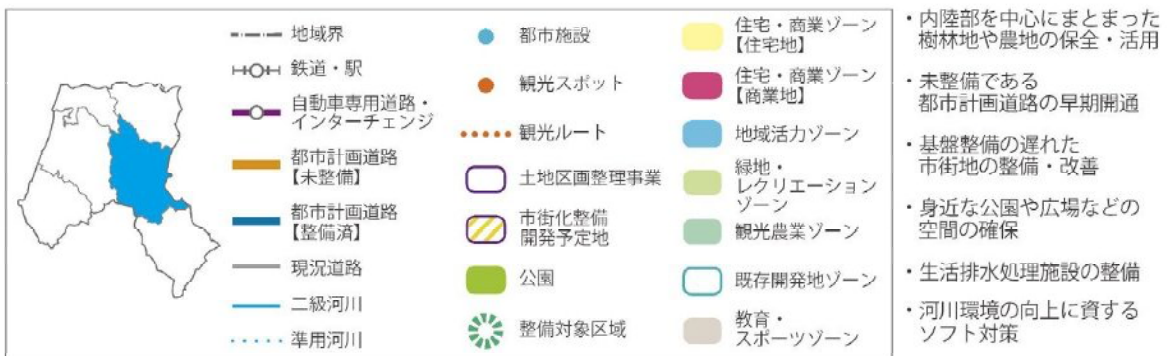 地域界
鉄道・駅
自動車専用道路・
インターチェンジ
都市計画道路
【未整備】
都市計画道路
【整備済】
現況道路
二級河川
準用河川
都市施設
観光スポット
観光ルート
土地区画整理事業
市街化整備
開発予定地
公園
整備対象区域
住宅・商業ゾーン
【住宅地】
住宅・商業ゾーン
【商業地】
地域活力ゾーン
緑地・
レクリエーション
ゾーン
観光農業ゾーン
既存開発地ゾーン
教育・
スポーツゾーン
・内陸部を中心にまとまった
樹林地や農地の保全・活用
・未整備である
都市計画道路の早期開通
・基盤整備の遅れた
市街地の整備・改善
・身近な公園や広場などの
空間の確保
・生活排水処理施設の整備
・河川環境の向上に資する
ソフト対策